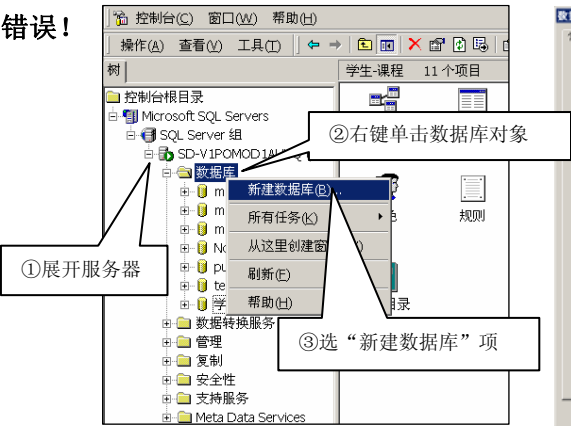 错误！
控制台(C) 窗口(W) 帮助(H)
操作(A) 查看(V) 工具(T)
树
学生-课程 11 个项目
控制台根目录
Microsoft SQL Servers
SQL Server 组
②右键单击数据库对象
SD-V1POMOD1A
数据库
新建数据库(B)...
所有任务(K)
规则
从这里创建窗
①展开服务器
刷新(F)
帮助(H)
学
目录
数据转换服务
③选“新建数据库”项
管理
复制
安全性
支持服务
Meta Data Services